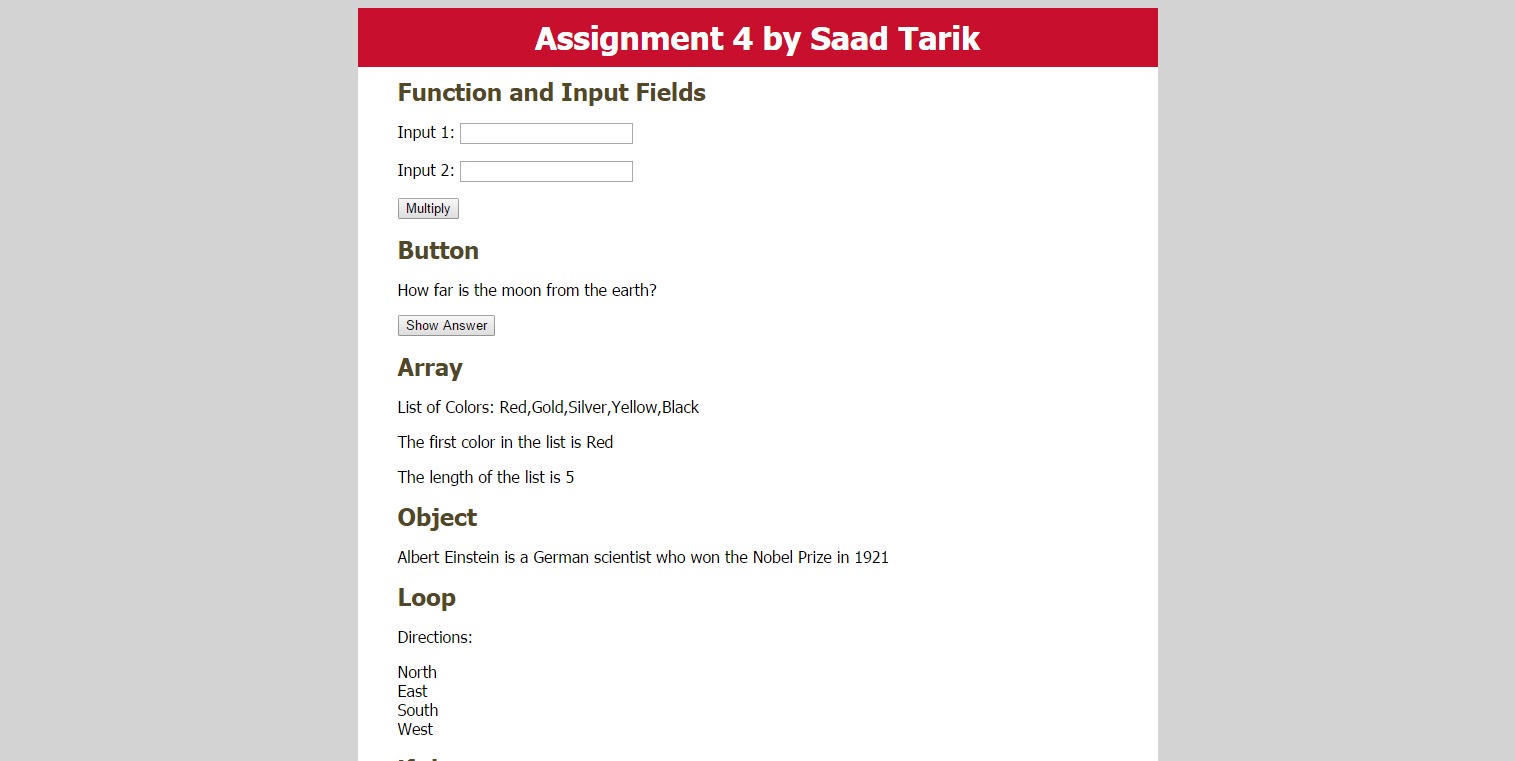 Assignment 4 by Saad Tarik
Function and Input Fields
Input 1:
Input 2:
Multiply
Button
How far is the moon from the earth?
Show Answer
Array
List of Colors: Red,Gold,Silver,Yellow,Black
The first color in the list is Red
The length of the list is 5
Object
Albert Einstein is a German scientist who won the Nobel Prize in 1921
Loop
Directions:
North
East
South
West